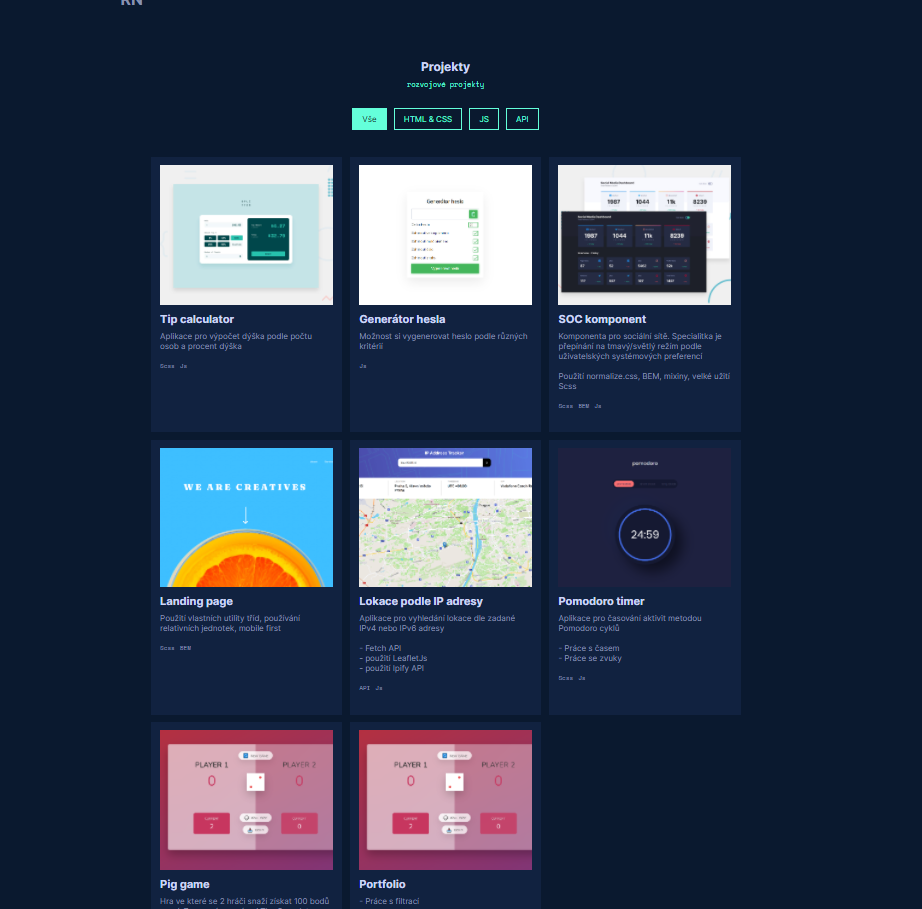 RN
Projekty
rozvojové projekty
Vše
HTML & CSS
JS
API
1987 1044 11k 8239
1987 1044 11k 8239
Tip calculator
Aplikace pro výpočet dýška podle počtu
osob a procent dýška
Scss Js
Generátor hesla
Generátor hesla
Možnost si vygenerovat heslo podle různých
kritérií
Js
SOC komponent
Komponenta pro sociální sítě. Specialitka je
přepínání na tmavý/světlý režim podle
uživatelských systémových preferencí
Použití normalize.css, BEM, mixiny, velké užití
Scss
Scss BEM Js
WE ARE CREATIVES
Landing page
Použití vlastních utility tříd, používání
relativních jednotek, mobile first
Scss BEM
IP Address Tracker
Lokace podle IP adresy
Aplikace pro vyhledání lokace dle zadané
IPv4 nebo IPv6 adresy
- Fetch API
- použití LeafletJs
- použití Ipify API
API Js
pomodoro
24:59
Pomodoro timer
Aplikace pro časování aktivit metodou
Pomodoro cyklů
- Práce s časem
- Práce se zvuky
Scss Js
PLAYER 1 PLAYER 2
0 0
Pig game
Hra ve které se 2 hráči snaží získat 100 bodů
PLAYER 1 PLAYER 2
0 0
Portfolio
- Práce s filtrací